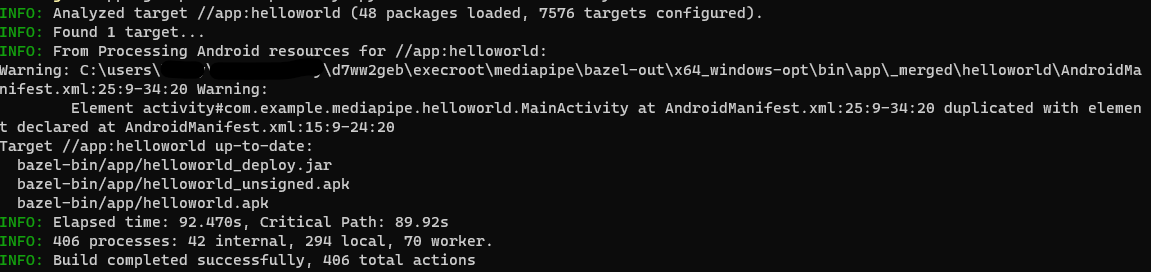 INFO: Analyzed target //app:helloworld (48 packages loaded, 7576 targets configured).
INFO: Found 1 target...
INFO: From Processing Android resources for //app:helloworld:
Warning: C:\users\ \d7ww2geb\execroot\mediapipe\bazel-out\x64_windows-opt\bin\app\_merged\helloworld\AndroidMa
nifest.xml:25:9-34:20 Warning:
Element activity#com.example.mediapipe.helloworld.MainActivity at AndroidManifest.xml:25:9-34:20 duplicated with elemen
t declared at AndroidManifest.xml:15:9-24:20
Target //app:helloworld up-to-date:
bazel-bin/app/helloworld_deploy.jar
bazel-bin/app/helloworld_unsigned.apk
bazel-bin/app/helloworld.apk
INFO: Elapsed time: 92.470s, Critical Path: 89.92s
INFO: 406 processes: 42 internal, 294 local, 70 worker.
INFO: Build completed successfully, 406 total actions